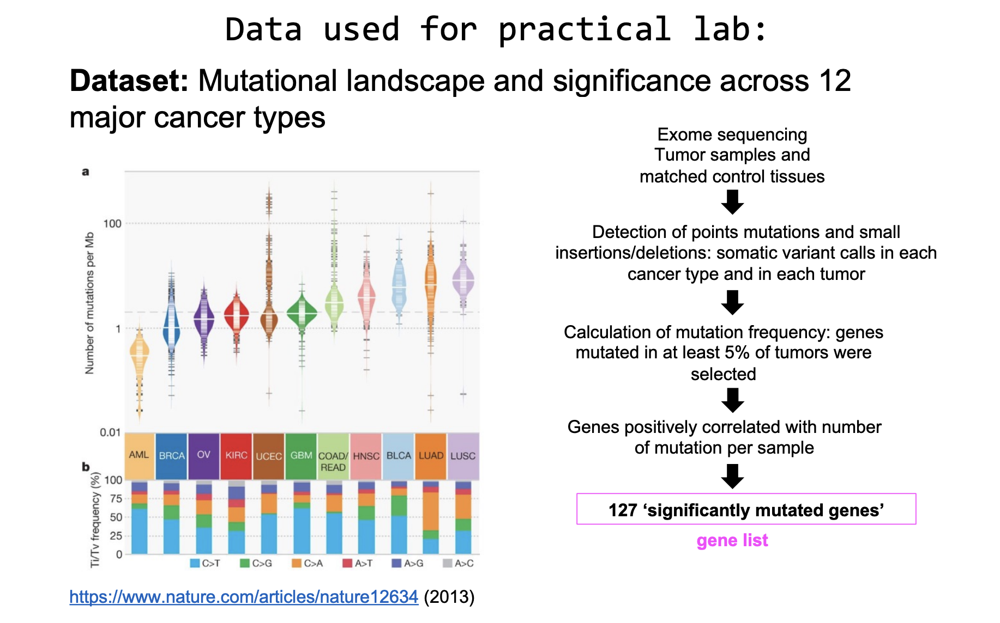 Data used for practical lab:
Dataset: Mutational landscape and significance across 12
major cancer types
a
Number of mutations per Mb
100
1
0.01
AML
BRCA
OV
KIRC
UCEC
GBM
COAD/
READ
HNSC
BLCA
LUAD
LUSC
b
Ti/Tv frequency (%)
100
75
50
25
0
C>T
C>G
C>A
A>T
A>G
A>C
https://www.nature.com/articles/nature12634 (2013)
Exome sequencing
Tumor samples and
matched control tissues
Detection of points mutations and small
insertions/deletions: somatic variant calls in each
cancer type and in each tumor
Calculation of mutation frequency: genes
mutated in at least 5% of tumors were
selected
Genes positively correlated with number
of mutation per sample
127 ‘significantly mutated genes’
gene list